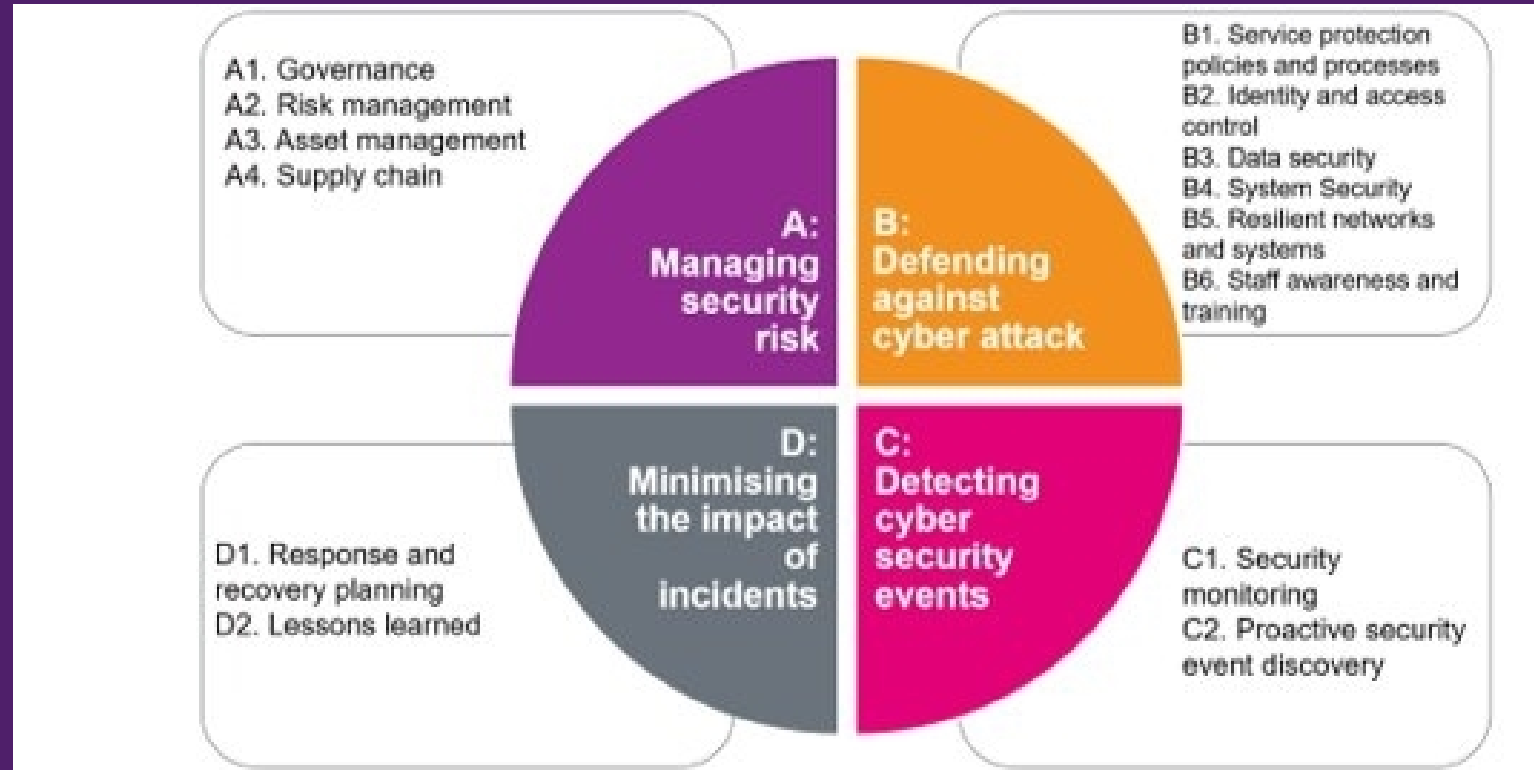 A1. Governance
A2. Risk management
A3. Asset management
A4. Supply chain
A:
Managing
security
risk
B:
Defending
against
cyber attack
B1. Service protection
policies and processes
B2. Identity and access
control
B3. Data security
B4. System Security
B5. Resilient networks
and systems
B6. Staff awareness and
training
D1. Response and
recovery planning
D2. Lessons learned
D:
Minimising
the impact
of
incidents
C:
Detecting
cyber
security
events
C1. Security
monitoring
C2. Proactive security
event discovery